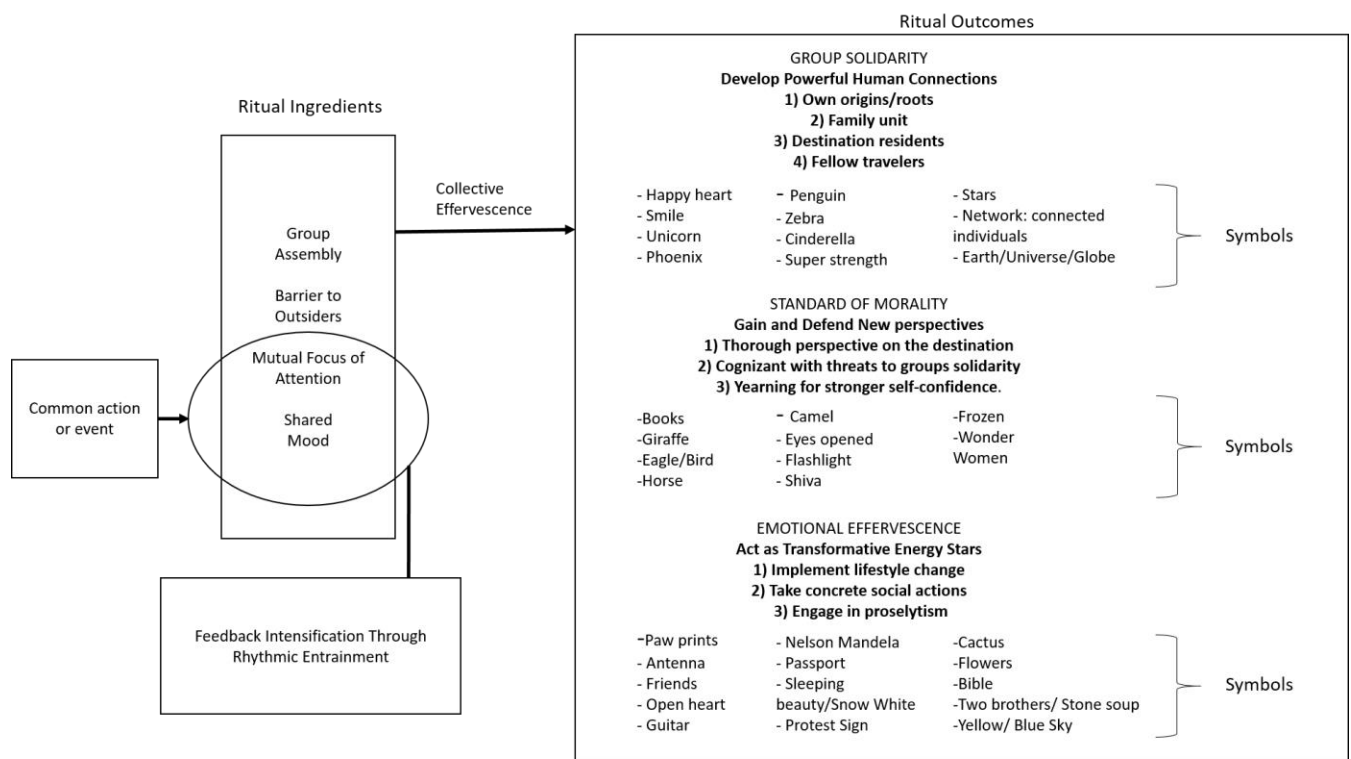 Ritual Outcomes
Ritual Ingredients
Group
Assembly
Barrier to
Outsiders
Mutual Focus of
Attention
Shared
Mood
Common action
or event
Feedback Intensification Through
Rhythmic Entrainment
Collective
Effervescence
GROUP SOLIDARITY
Develop Powerful Human Connections
1) Own origins/roots
2) Family unit
3) Destination residents
4) Fellow travelers
- Happy heart
- Smile
- Unicorn
- Phoenix
- Penguin
- Zebra
- Cinderella
- Super strength
- Stars
- Network: connected
individuals
- Earth/Universe/Globe
Symbols
STANDARD OF MORALITY
Gain and Defend New perspectives
1) Thorough perspective on the destination
2) Cognizant with threats to groups solidarity
3) Yearning for stronger self-confidence.
-Books
-Giraffe
-Eagle/Bird
-Horse
- Camel
- Eyes opened
- Flashlight
- Shiva
-Frozen
-Wonder
Women
Symbols
EMOTIONAL EFFERVESCENCE
Act as Transformative Energy Stars
1) Implement lifestyle change
2) Take concrete social actions
3) Engage in proselytism
-Paw prints
- Antenna
- Friends
- Open heart
- Guitar
- Nelson Mandela
- Passport
- Sleeping
beauty/Snow White
- Protest Sign
-Cactus
-Flowers
-Bible
-Two brothers/ Stone soup
-Yellow/ Blue Sky
Symbols